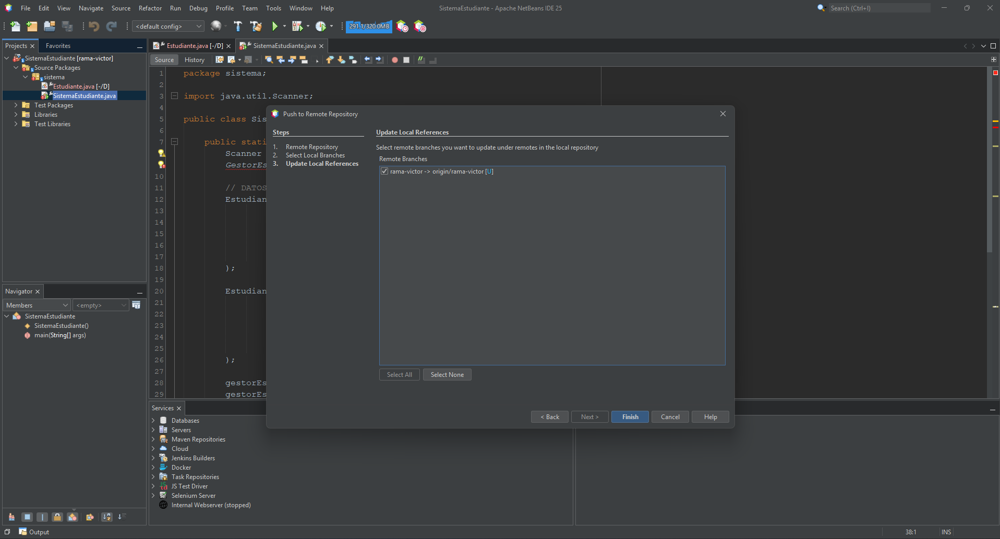 File Edit View Navigate Source Refactor Run Debug Profile Team Tools Window Help
SistemaEstudiante - Apache NetBeans IDE 25
Search (Ctrl+I)
<default config>
291.1/320.0MB
Projects
Favorites
SistemaEstudiante [rama-victor]
Source Packages
sistema
Estudiante.java [-/D]
SistemaEstudiante.java
Test Packages
Libraries
Test Libraries
Estudiante.java [-/D]
SistemaEstudiante.java
Source
History
1 package sistema;
2
3 import java.util.Scanner;
4
5 public class Sis
6
7 public stati
Scanner
GestorEs
10
11 // DATOS
12 Estudian
13
14
15
16
17
18 );
19
20 Estudian
21
22
23
24
25
26 );
27
28 gestorEs
29 gestorEs
Push to Remote Repository
Steps
1. Remote Repository
2. Select Local Branches
3. Update Local References
Update Local References
Select remote branches you want to update under remotes in the local repository
Remote Branches
rama-victor -> origin/rama-victor [U]
Select All
Select None
< Back
Next >
Finish
Cancel
Help
Navigator
Members
<empty>
SistemaEstudiante
SistemaEstudiante()
main(String[] args)
Services
Databases
Servers
Maven Repositories
Cloud
Jenkins Builders
Docker
Task Repositories
JS Test Driver
Selenium Server
Internal Webserver (stopped)
Output
38:1
INS